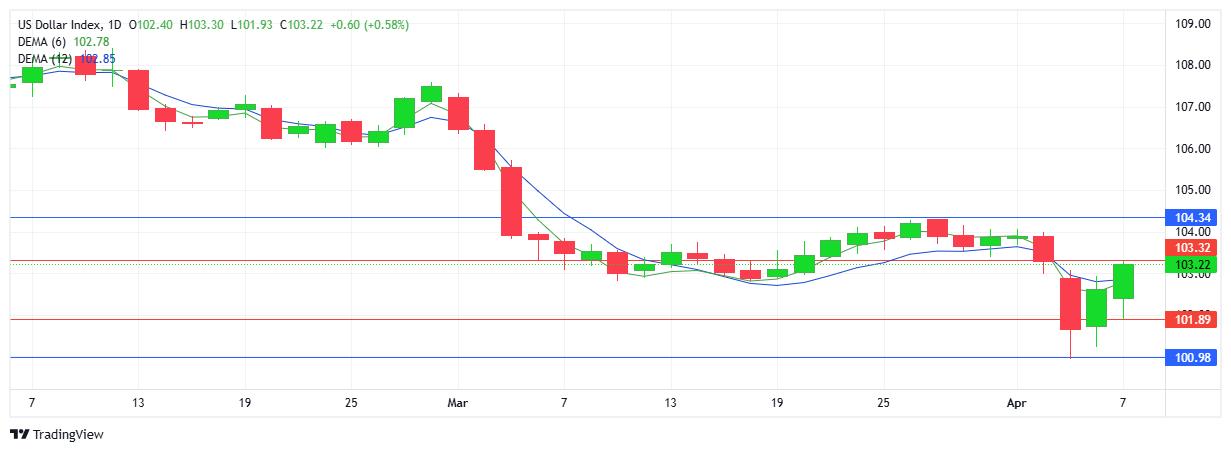 US Dollar Index, 1D O102.40 H103.30 L101.93 C103.22 +0.60 (+0.58%)
DEMA (6) 102.78
DEMA (12) 102.85
109.00
108.00
107.00
106.00
105.00
104.34
104.00
103.32
103.22
103.00
101.89
100.98
7 13 19 25 Mar 7 13 19 25 Apr 7
TradingView